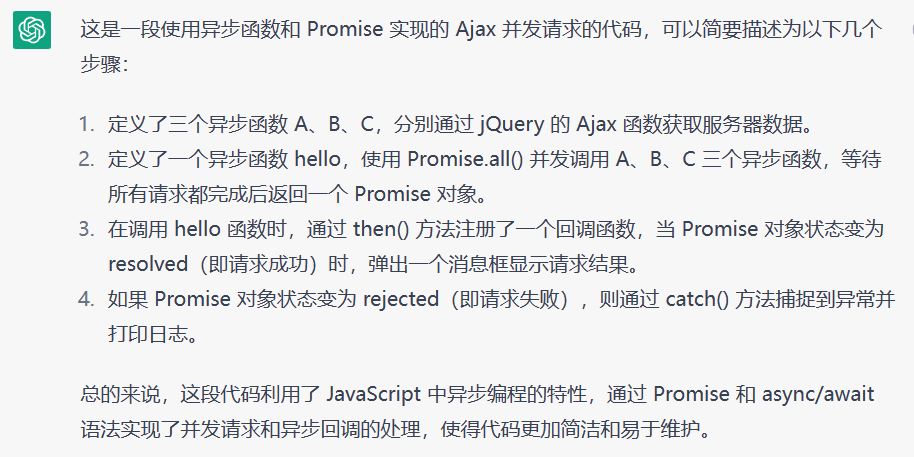 这是一段使用异步函数和 Promise 实现的 Ajax 并发请求的代码，可以简要描述为以下几个
步骤：
1. 定义了三个异步函数 A、B、C，分别通过 jQuery 的 Ajax 函数获取服务器数据。
2. 定义了一个异步函数 hello，使用 Promise.all() 并发调用 A、B、C 三个异步函数，等待
所有请求都完成后返回一个 Promise 对象。
3. 在调用 hello 函数时，通过 then() 方法注册了一个回调函数，当 Promise 对象状态变为
resolved（即请求成功）时，弹出一个消息框显示请求结果。
4. 如果 Promise 对象状态变为 rejected（即请求失败），则通过 catch() 方法捕捉到异常并
打印日志。
总的来说，这段代码利用了 JavaScript 中异步编程的特性，通过 Promise 和 async/await
语法实现了并发请求和异步回调的处理，使得代码更加简洁和易于维护。